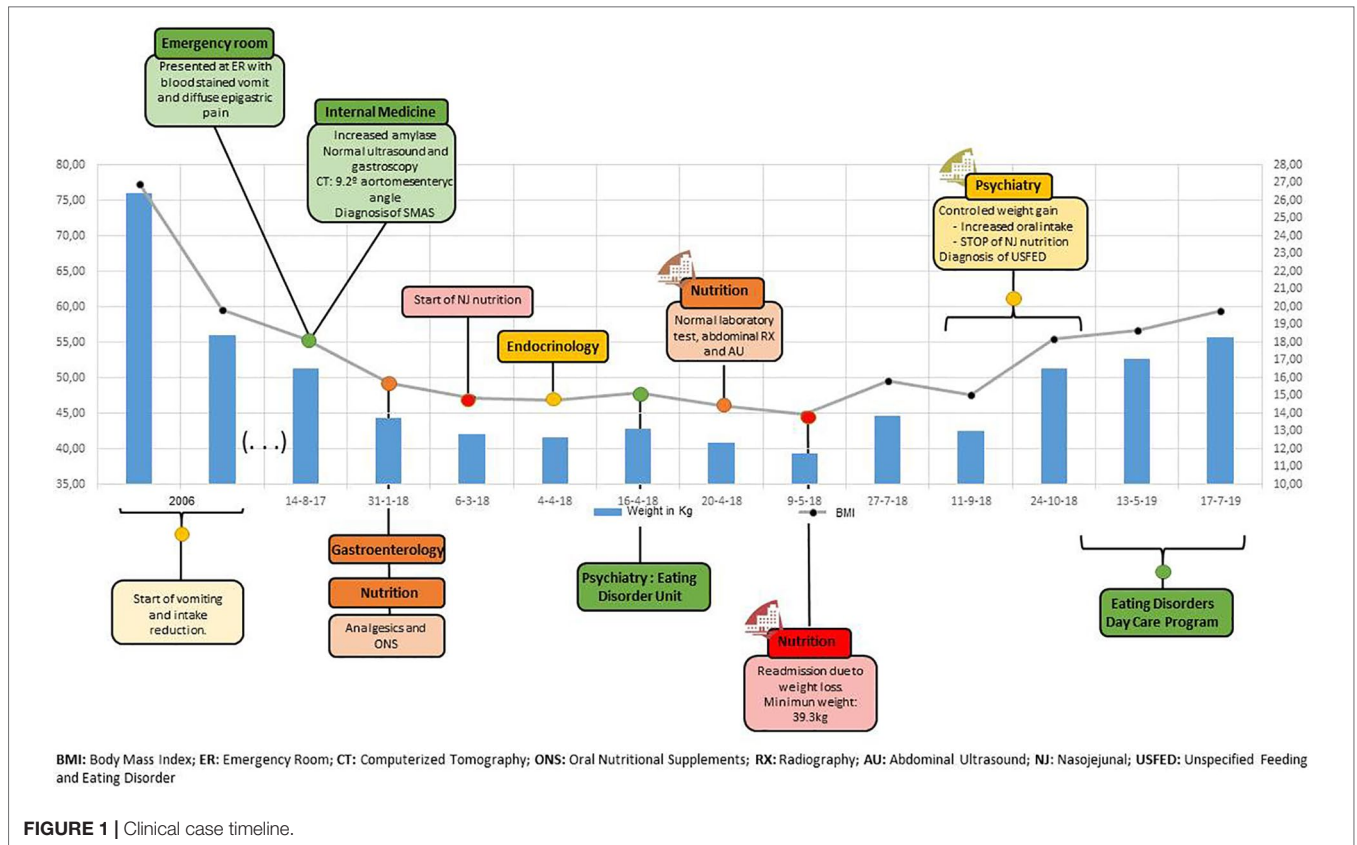 Emergency room
Presented at ER with
blood stained vomit
and diffuse epigastric
pain
Internal Medicine
Increased amylase
Normal ultrasound and
gastroscopy
CT: 9.2º aortomesenteryc
angle
Diagnosis of SMAS
Psychiatry
Controled weight gain
- Increased oral intake
- STOP of NJ nutrition
Diagnosis of USFED
Nutrition
Normal laboratory
test, abdominal RX
and AU
Start of NJ nutrition
Endocrinology
80,00
75,00
70,00
65,00
60,00
55,00
50,00
45,00
40,00
35,00
28,00
27,00
26,00
25,00
24,00
23,00
22,00
21,00
20,00
19,00
18,00
17,00
16,00
15,00
14,00
13,00
12,00
11,00
10,00
(...)
2006
14-8-17
31-1-18
6-3-18
4-4-18
16-4-18
20-4-18
9-5-18
27-7-18
11-9-18
24-10-18
13-5-19
17-7-19
Weight in Kg
BMI
Start of vomiting
and intake
reduction.
Gastroenterology
Nutrition
Analgesics and
ONS
Psychiatry : Eating
Disorder Unit
Nutrition
Readmission due to
weight loss.
Minimun weight:
39.3kg
Eating Disorders
Day Care Program
BMI: Body Mass Index; ER: Emergency Room; CT: Computerized Tomography; ONS: Oral Nutritional Supplements; RX: Radiography; AU: Abdominal Ultrasound; NJ: Nasojejunal; USFED: Unspecified Feeding
and Eating Disorder
FIGURE 1 | Clinical case timeline.